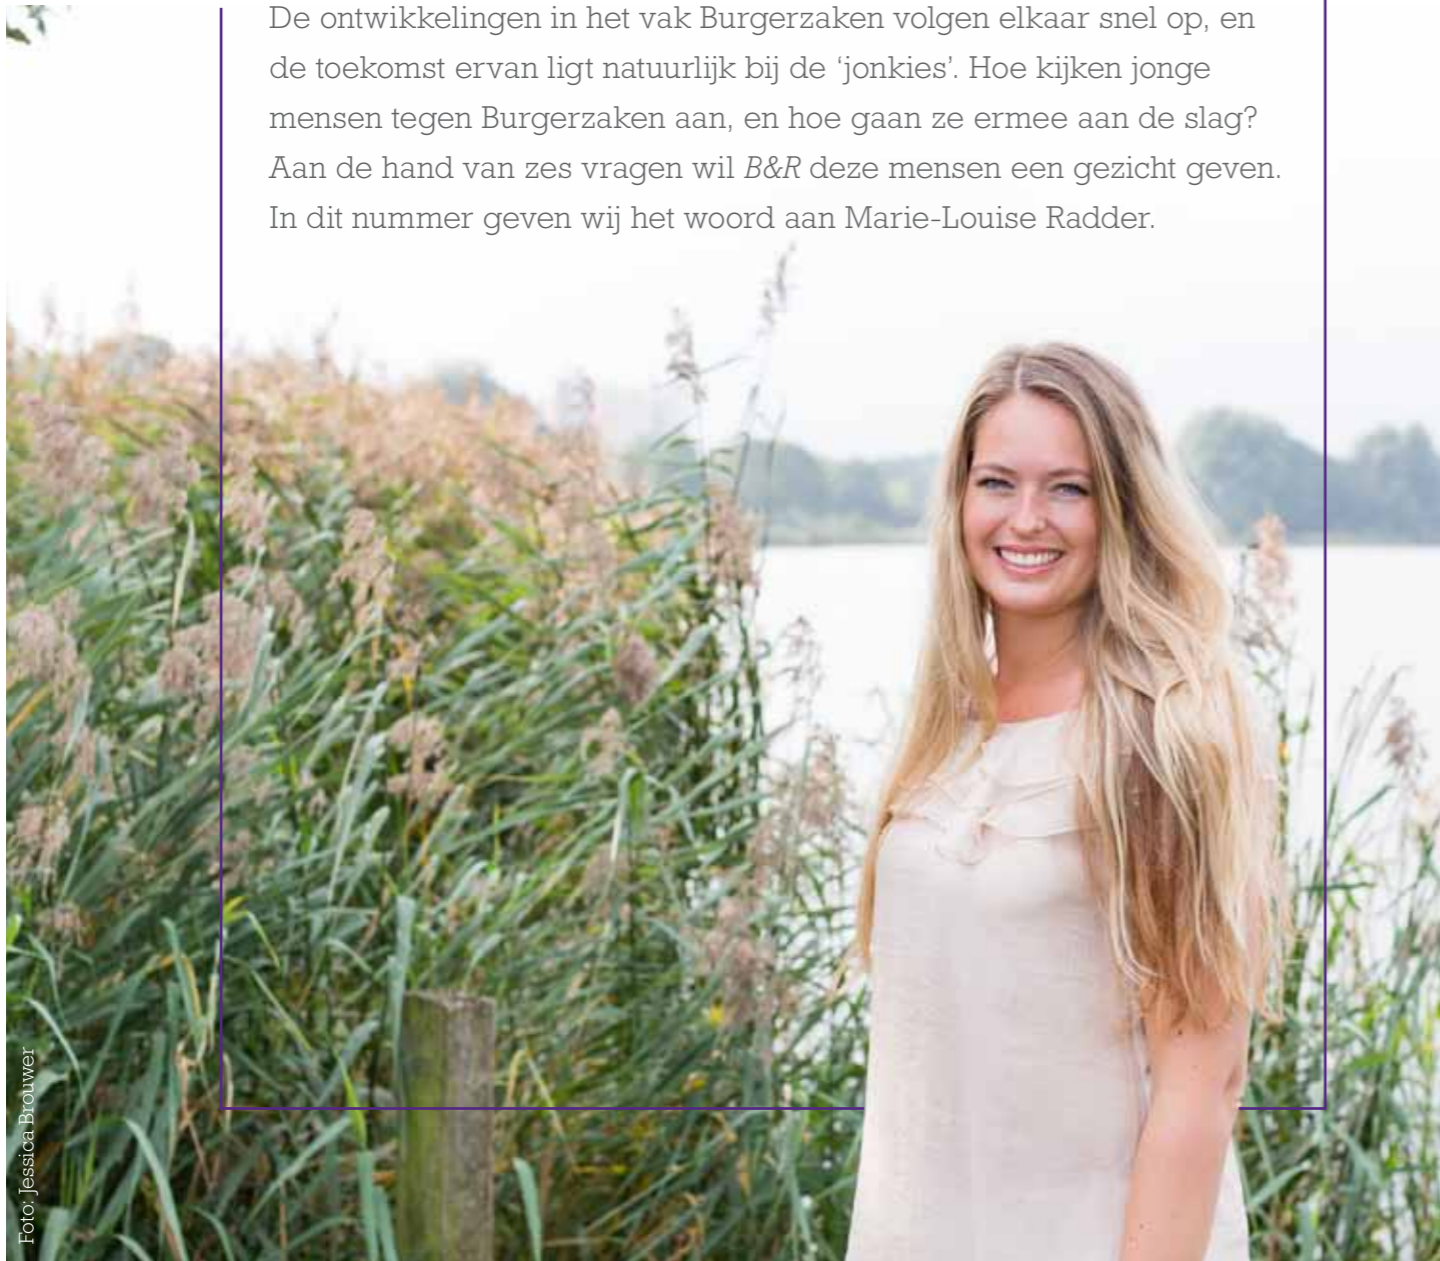 De ontwikkelingen in het vak Burgerzaken volgen elkaar snel op, en
de toekomst ervan ligt natuurlijk bij de ‘jonkies’. Hoe kijken jonge
mensen tegen Burgerzaken aan, en hoe gaan ze ermee aan de slag?
Aan de hand van zes vragen wil B&R deze mensen een gezicht geven.
In dit nummer geven wij het woord aan Marie-Louise Radder.
Foto: Jessica Brouwer